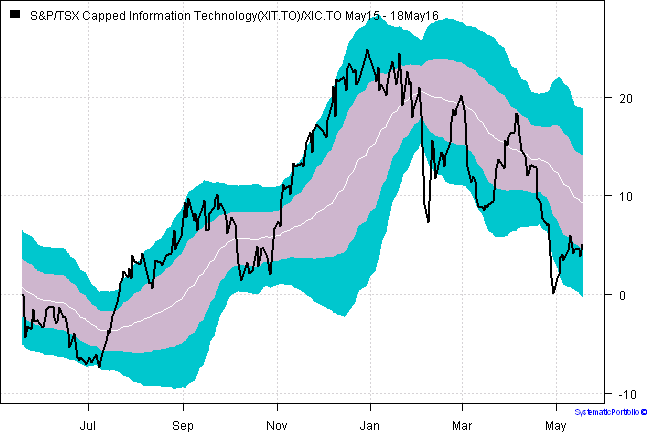 S&P/TSX Capped Information Technology(XIT.TO)/XIC.TO May15 - 18May16
20
10
0
-10
Jul Sep Nov Jan Mar May
SystematicPortfolio ©